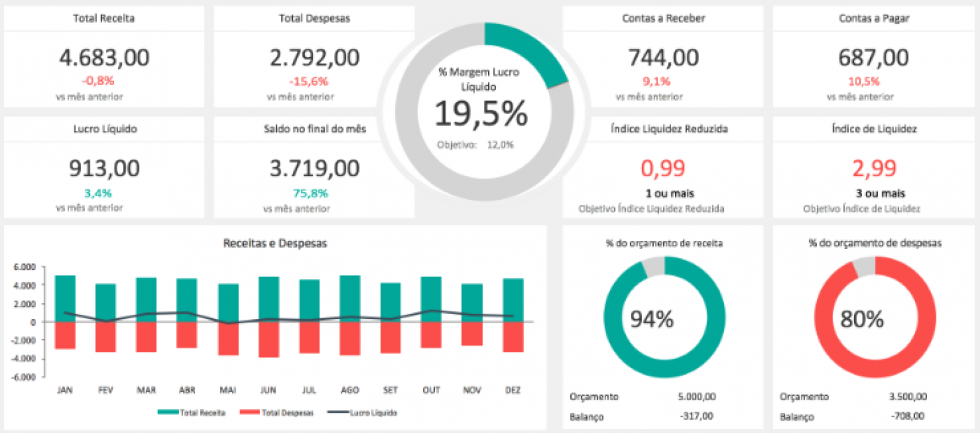 Total Receita
4.683,00
-0,8%
vs mês anterior
Total Despesas
2.792,00
-15,6%
vs mês anterior
% Margem Lucro
Líquido
19,5%
Objetivo: 12,0%
Contas a Receber
744,00
9,1%
vs mês anterior
Contas a Pagar
687,00
10,5%
vs mês anterior
Lucro Líquido
913,00
3,4%
vs mês anterior
Saldo no final do mês
3.719,00
75,8%
vs mês anterior
Índice Liquidez Reduzida
0,99
1 ou mais
Objetivo Índice Liquidez Reduzida
Índice de Liquidez
2,99
3 ou mais
Objetivo Índice de Liquidez
Receitas e Despesas
6.000
4.000
2.000
0
-2.000
-4.000
-6.000
JAN FEV MAR ABR MAI JUN JUL AGO SET OUT NOV DEZ
Total Receita Total Despesas Lucro Líquido
% do orçamento de receita
94%
Orçamento 5.000,00
Balanço -317,00
% do orçamento de despesas
80%
Orçamento 3.500,00
Balanço -708,00